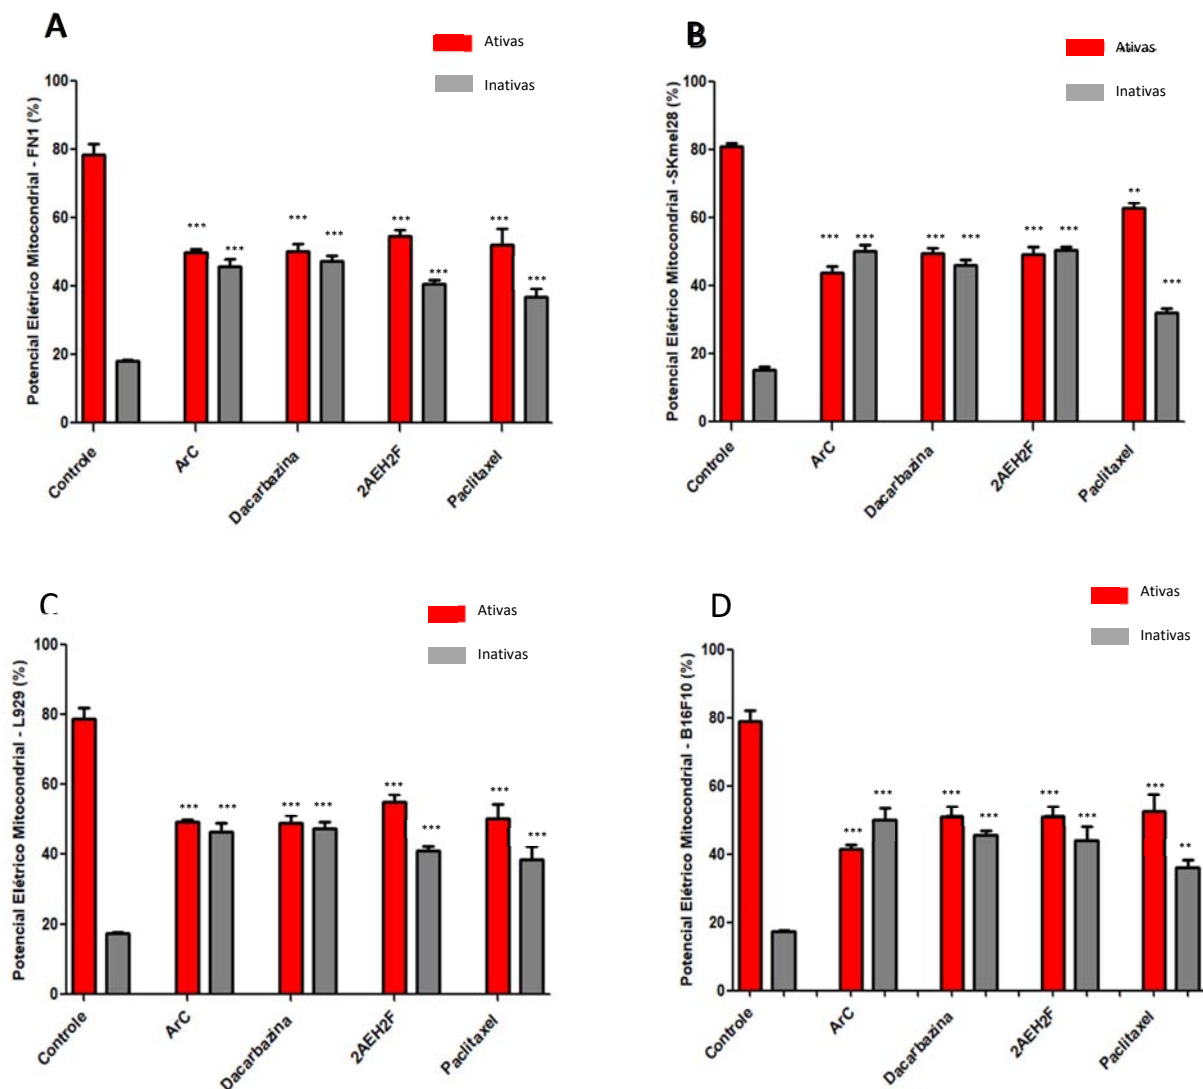 A
Ativas
Inativas
Potencial Elétrico Mitocondrial - FN1 (%)
100
80
60
40
20
0
*** *** *** *** *** *** *** ***
Controle
ArC
Dacarbazina
2AEH2F
Paclitaxel
B
Ativas
Inativas
Potencial Elétrico Mitocondrial -SKmel28 (%)
100
80
60
40
20
0
*** *** *** *** *** *** ** ***
Controle
ArC
Dacarbazina
2AEH2F
Paclitaxel
C
Ativas
Inativas
Potencial Elétrico Mitocondrial - L929 (%)
100
80
60
40
20
0
*** *** *** *** *** *** *** ***
Controle
ArC
Dacarbazina
2AEH2F
Paclitaxel
D
Ativas
Inativas
Potencial Elétrico Mitocondrial - B16F10 (%)
100
80
60
40
20
0
*** *** *** *** *** *** *** **
Controle
ArC
Dacarbazina
2AEH2F
Paclitaxel